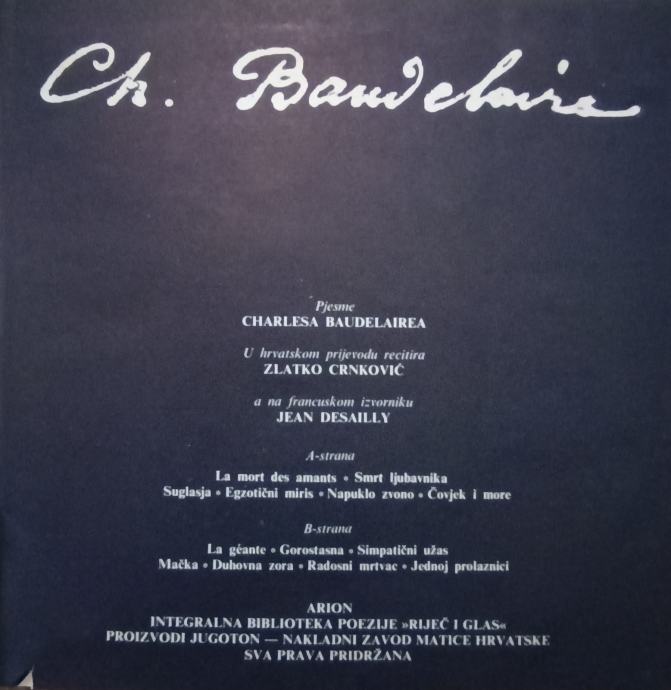 Ch. Baudelaire
Pjesme
CHARLESA BAUDELAIREA
U hrvatskom prijevodu recitira
ZLATKO CRNKOVIĆ
a na francuskom izvorniku
JEAN DESAILLY
A-strana
La mort des amants • Smrt ljubavnika
Suglasja • Egzotični miris • Napuklo zvono • Čovjek i more
B-strana
La géante • Gorostasna • Simpatični užas
Mačka • Duhovna zora • Radosni mrtvac • Jednoj prolaznici
ARION
INTEGRALNA BIBLIOTEKA POEZIJE »RIJEČ I GLAS«
PROIZVODI JUGOTON — NAKLADNI ZAVOD MATICE HRVATSKE
SVA PRAVA PRIDRŽANA